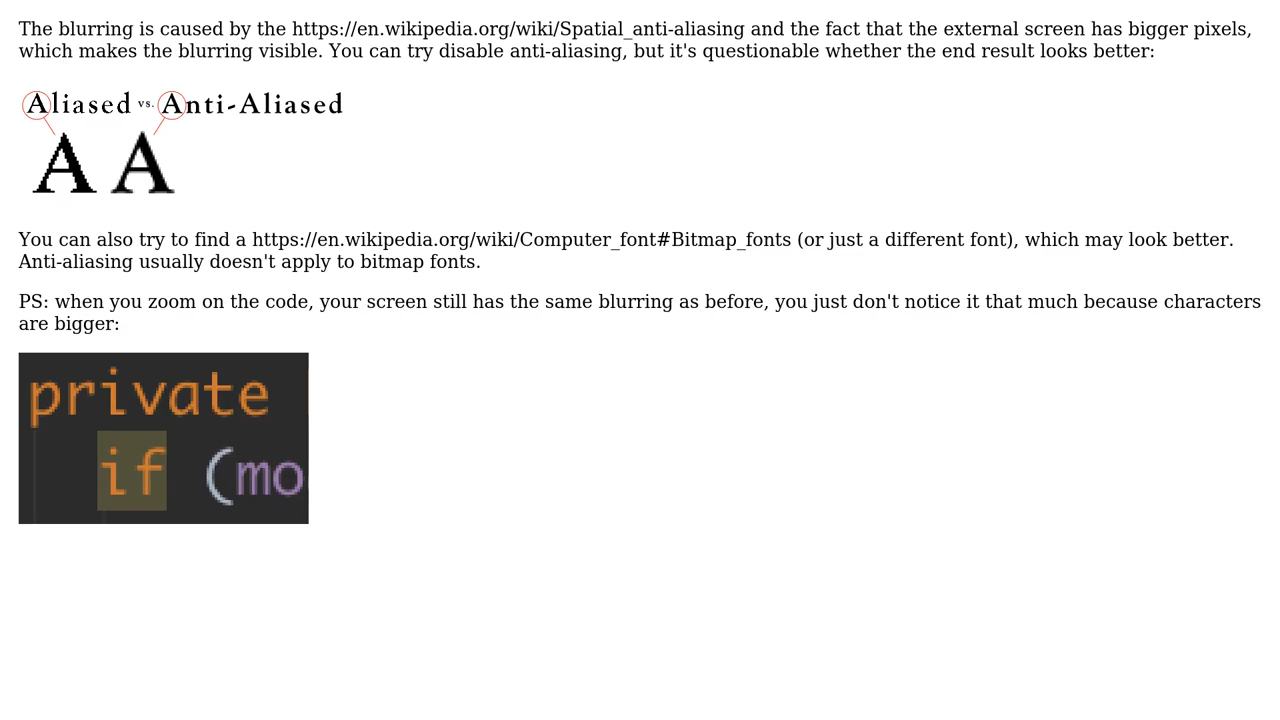 The blurring is caused by the https://en.wikipedia.org/wiki/Spatial_anti-aliasing and the fact that the external screen has bigger pixels,
which makes the blurring visible. You can try disable anti-aliasing, but it's questionable whether the end result looks better:
Aliased vs. Anti-Aliased
A A
You can also try to find a https://en.wikipedia.org/wiki/Computer_font#Bitmap_fonts (or just a different font), which may look better.
Anti-aliasing usually doesn't apply to bitmap fonts.
PS: when you zoom on the code, your screen still has the same blurring as before, you just don't notice it that much because characters
are bigger:
private
if (mo